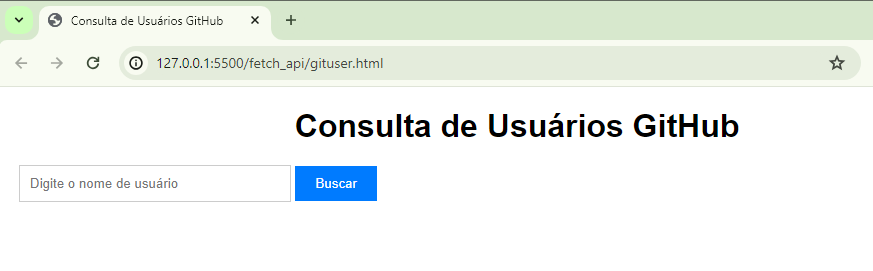 Consulta de Usuários GitHub
127.0.0.1:5500/fetch_api/gituser.html
Consulta de Usuários GitHub
Digite o nome de usuário
Buscar